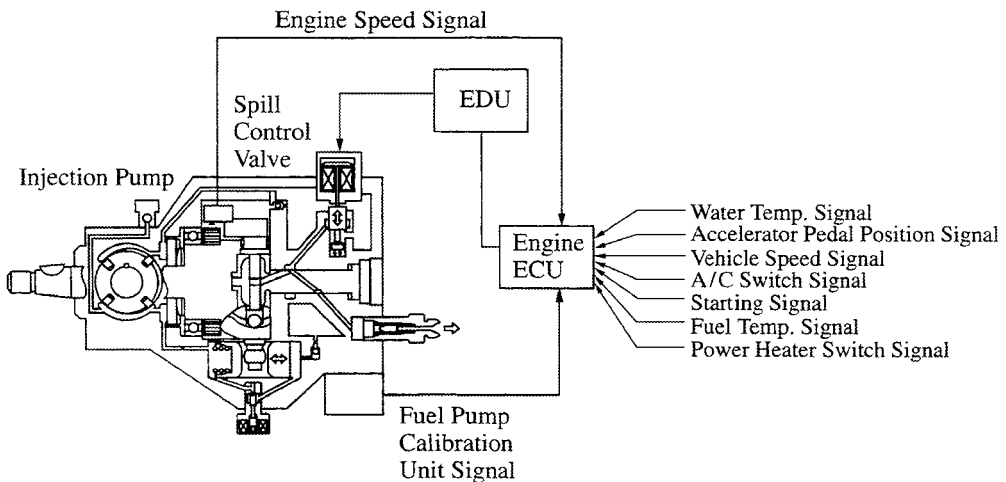 Engine Speed Signal
EDU
Spill
Control
Valve
Injection Pump
Engine
ECU
Water Temp. Signal
Accelerator Pedal Position Signal
Vehicle Speed Signal
A/C Switch Signal
Starting Signal
Fuel Temp. Signal
Power Heater Switch Signal
Fuel Pump
Calibration
Unit Signal